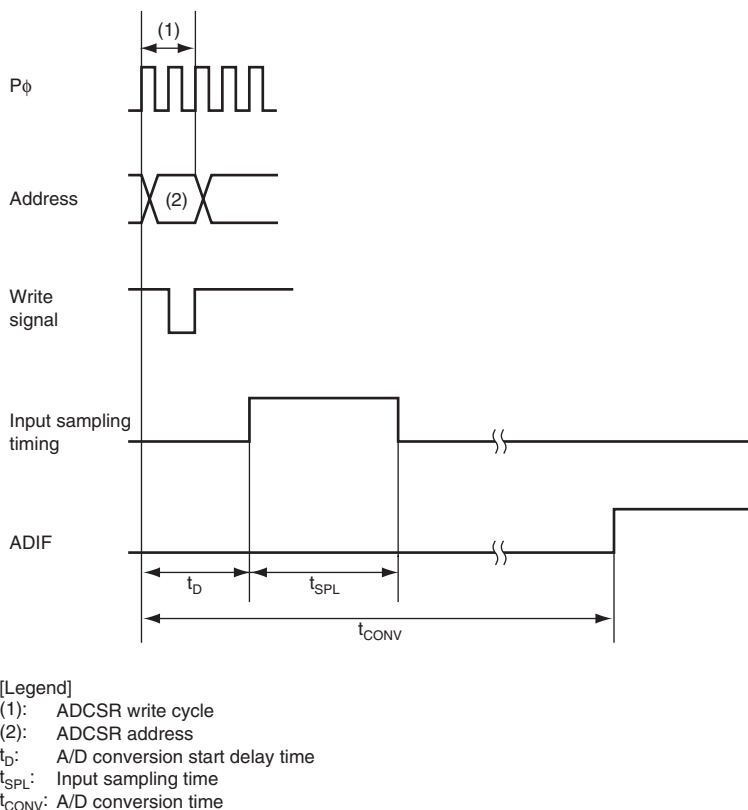 (1)
Pϕ
Address
(2)
Write
signal
Input sampling
timing
ADIF
tD
tSPL
tCONV
[Legend]
(1): ADCSR write cycle
(2): ADCSR address
tD: A/D conversion start delay time
tSPL: Input sampling time
tCONV: A/D conversion time